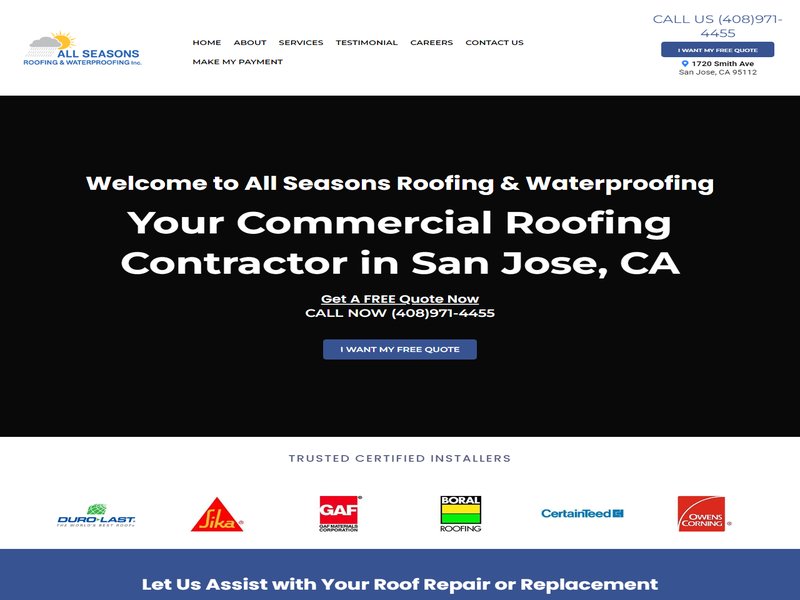 ALL SEASONS
ROOFING & WATERPROOFING Inc.
HOME ABOUT SERVICES TESTIMONIAL CAREERS CONTACT US
MAKE MY PAYMENT
CALL US (408)971-
4455
I WANT MY FREE QUOTE
1720 Smith Ave
San Jose, CA 95112
Welcome to All Seasons Roofing & Waterproofing
Your Commercial Roofing
Contractor in San Jose, CA
Get A FREE Quote Now
CALL NOW (408)971-4455
I WANT MY FREE QUOTE
TRUSTED CERTIFIED INSTALLERS
DURO-LAST
THE WORLD'S BEST ROOF®
Sika®
GAF®
GAF MATERIALS
CORPORATION
BORAL
ROOFING
CertainTeed
OWENS
CORNING®
Let Us Assist with Your Roof Repair or Replacement